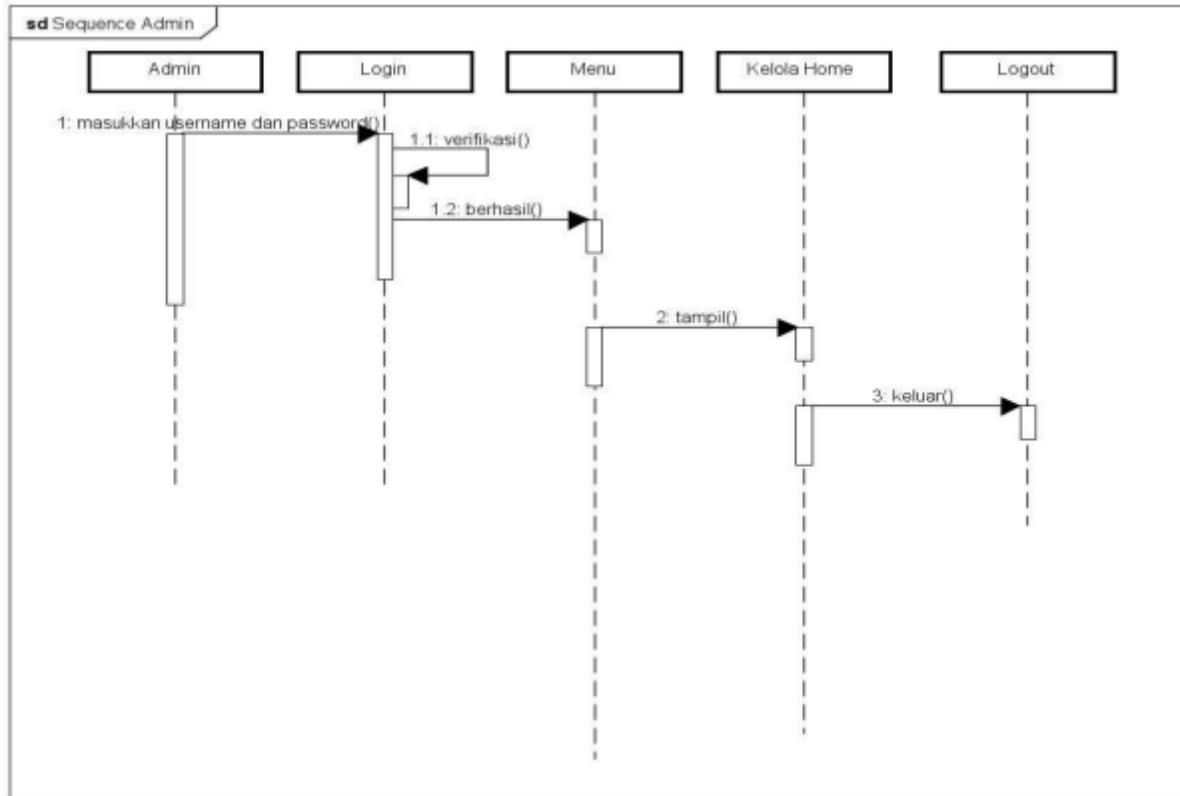 sd Sequence Admin
Admin
Login
Menu
Kelola Home
Logout
1: masukkan username dan password()
1.1: verifikasi()
1.2: berhasil()
2: tampil()
3: keluar()